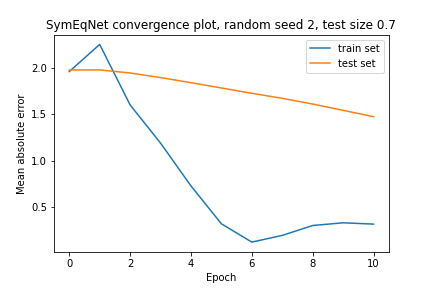 SymEqNet convergence plot, random seed 2, test size 0.7
train set
test set
2.0
1.5
1.0
0.5
Mean absolute error
0 2 4 6 8 10
Epoch